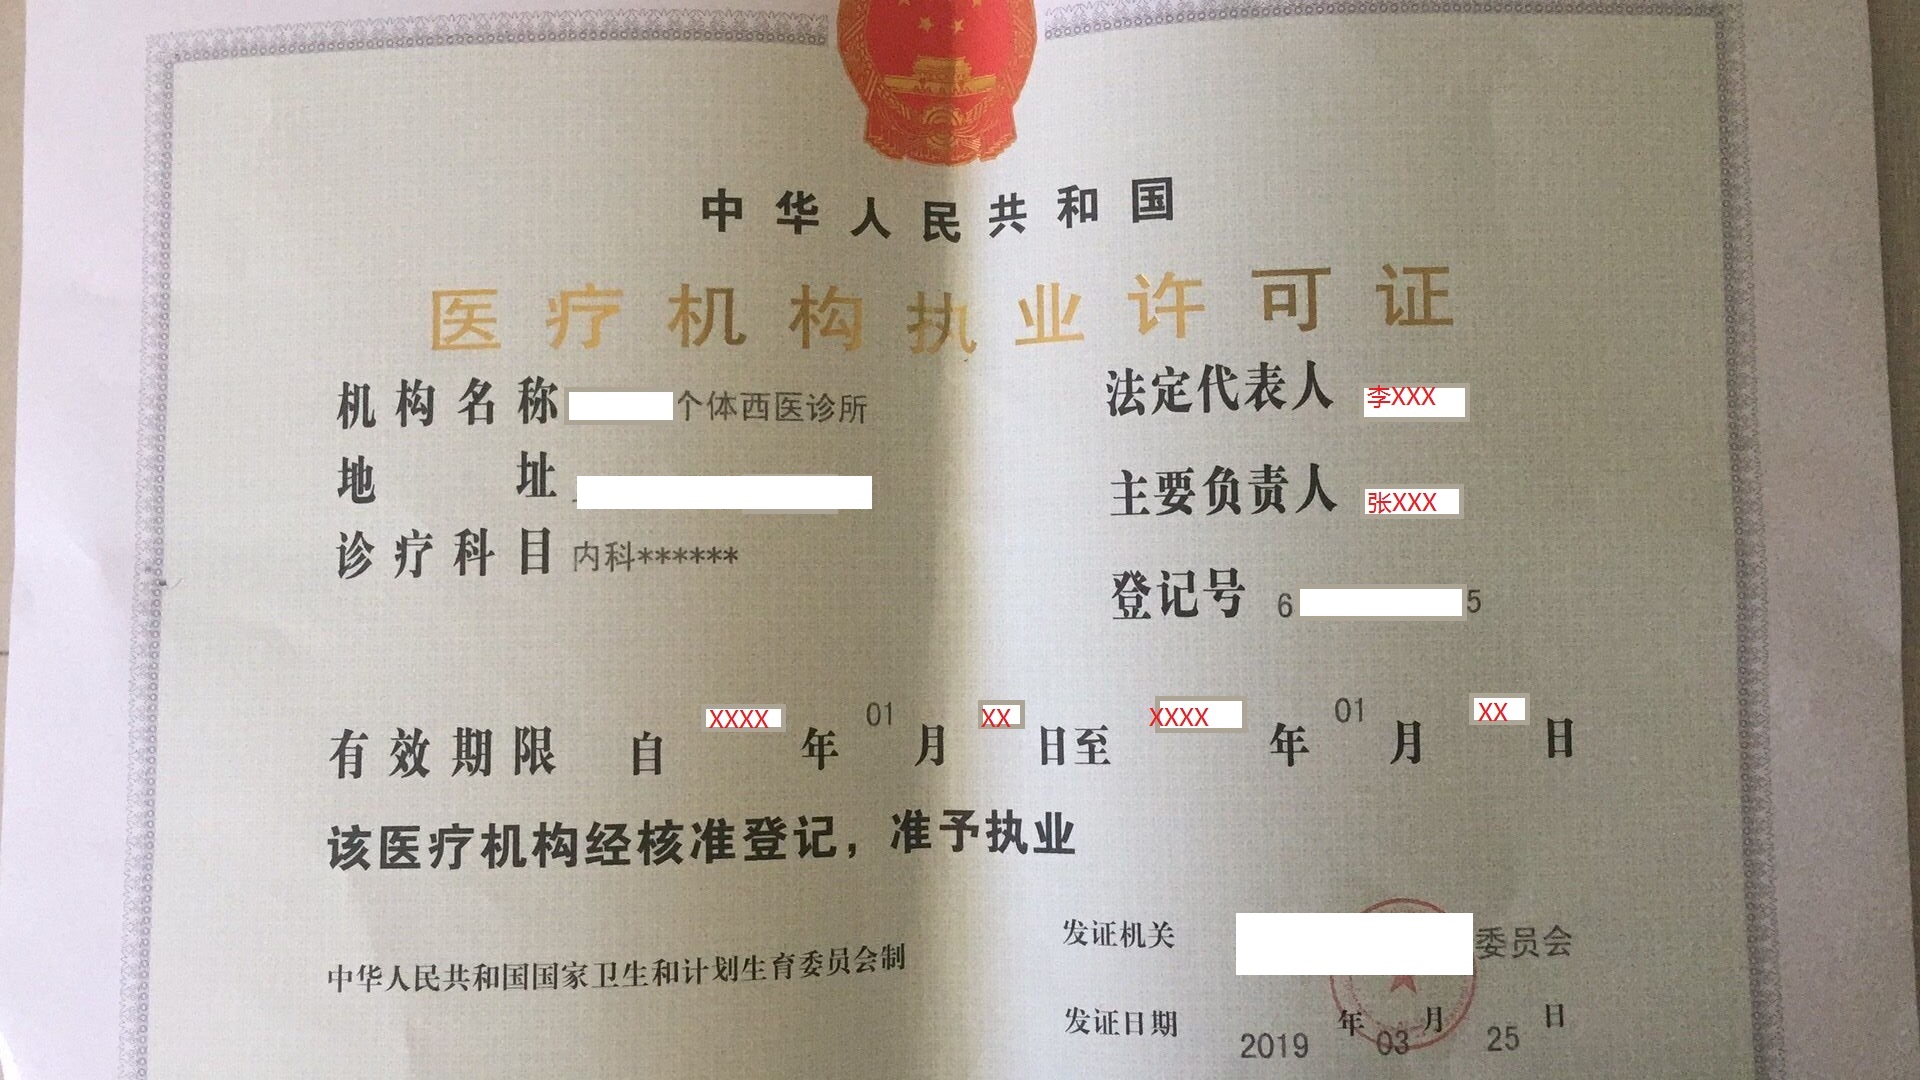 中华人民共和国
医疗机构执业许可证
机构名称 个体西医诊所
法定代表人 李XXX
地址
主要负责人 张XXX
诊疗科目 内科******
登记号 6 5
有效期限 自 XXXX 年 01 月 XX 日至 XXXX 年 01 月 XX 日
该医疗机构经核准登记，准予执业
发证机关 委员会
中华人民共和国国家卫生和计划生育委员会制
发证日期 2019 年 03 月 25 日